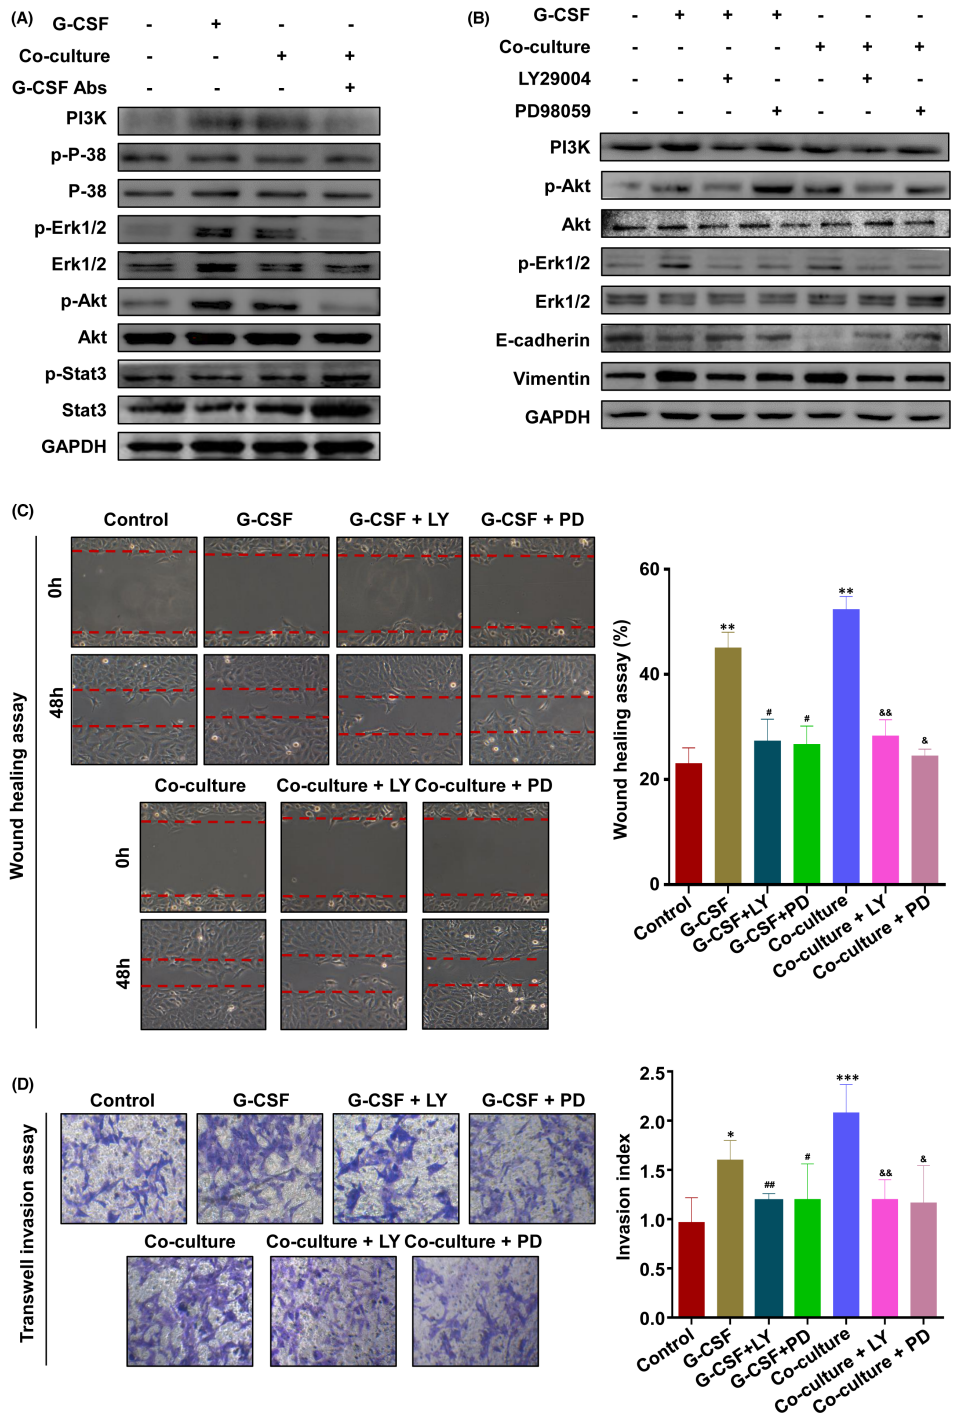 (A)
G-CSF - + - -
Co-culture - - + +
G-CSF Abs - - - +
PI3K
p-P-38
P-38
p-Erk1/2
Erk1/2
p-Akt
Akt
p-Stat3
Stat3
GAPDH
(B)
G-CSF - + + + - - -
Co-culture - - - - + + +
LY29004 - - + - - + -
PD98059 - - - + - - +
PI3K
p-Akt
Akt
p-Erk1/2
Erk1/2
E-cadherin
Vimentin
GAPDH
(C)
Wound healing assay
Control G-CSF G-CSF + LY G-CSF + PD
0h
48h
Co-culture Co-culture + LY Co-culture + PD
0h
48h
Wound healing assay (%)
60
40
20
0
** # # ** && &
Control G-CSF G-CSF+LY G-CSF+PD Co-culture Co-culture + LY Co-culture + PD
(D)
Transwell invasion assay
Control G-CSF G-CSF + LY G-CSF + PD
Co-culture Co-culture + LY Co-culture + PD
Invasion index
2.5
2.0
1.5
1.0
0.5
0.0
* ## # *** && &
Control G-CSF G-CSF+LY G-CSF+PD Co-culture Co-culture + LY Co-culture + PD